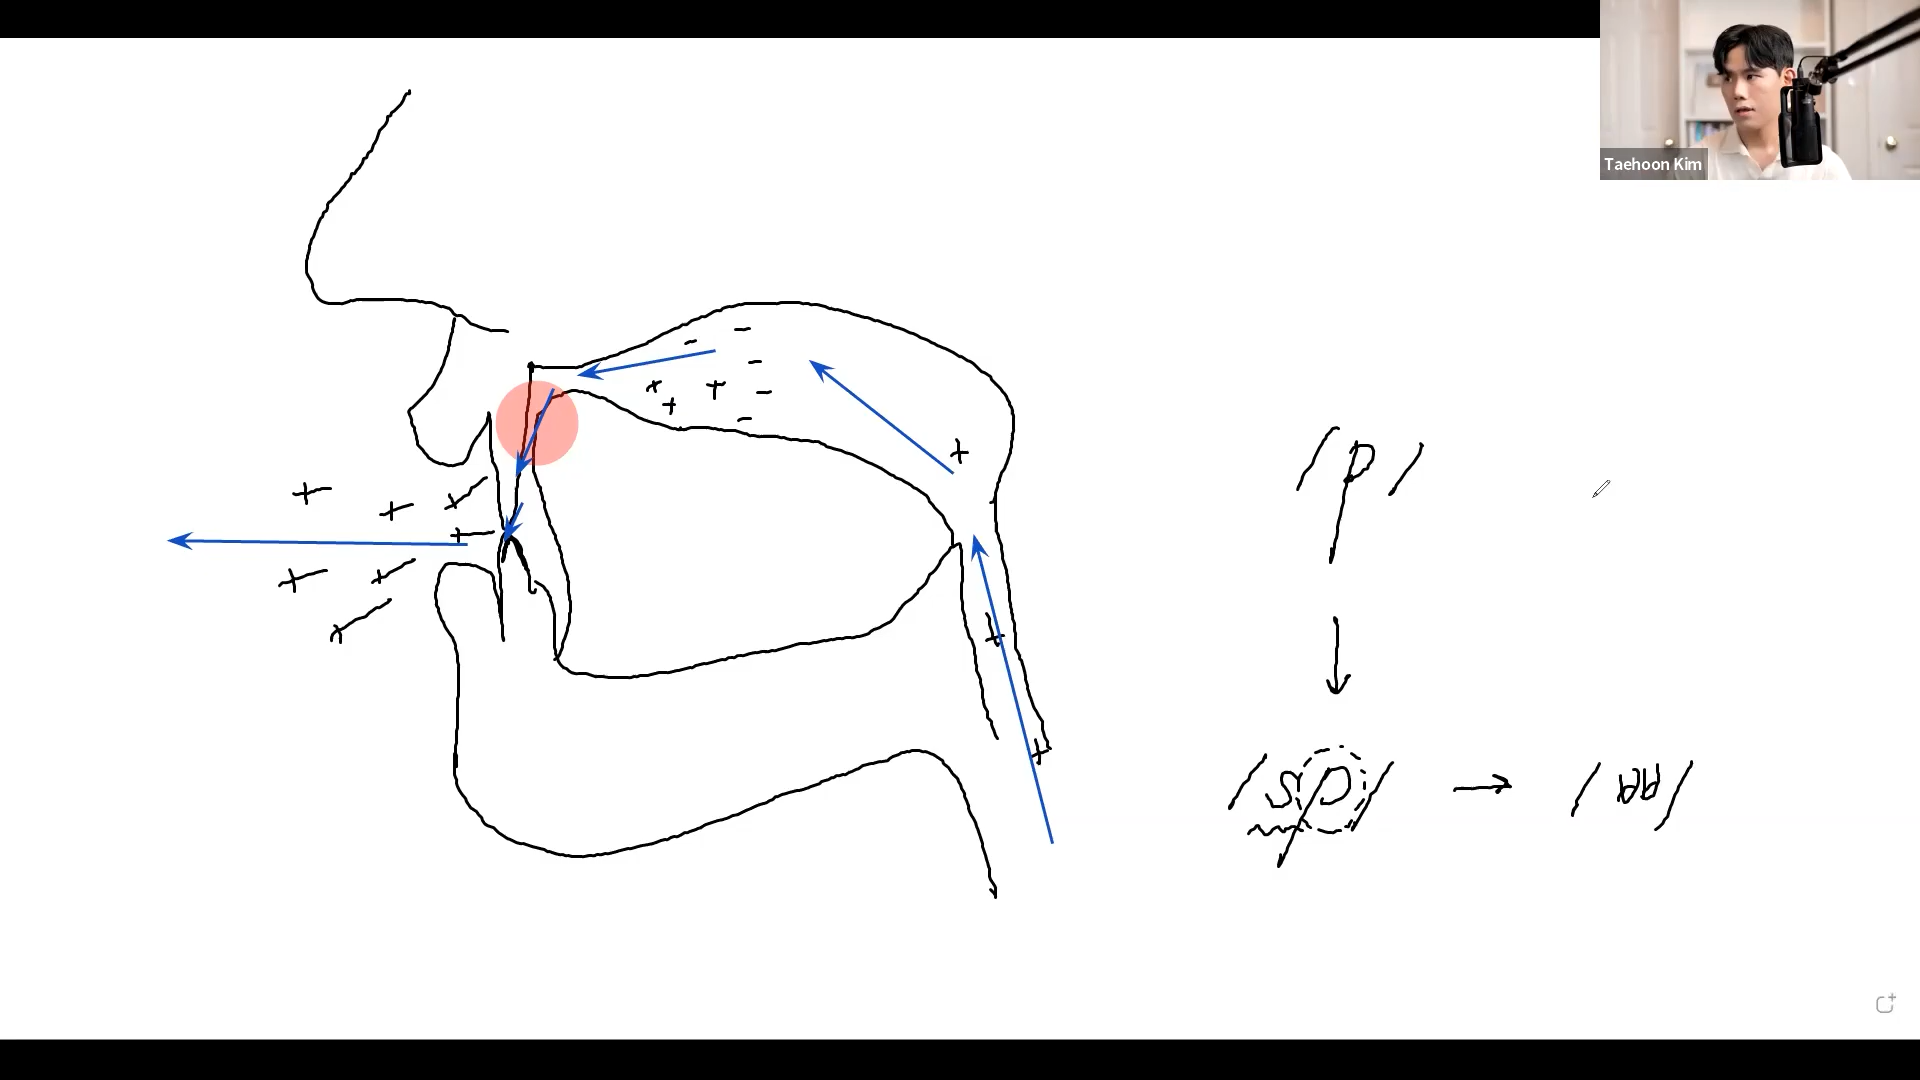 Taehoon Kim
/p/
↓
/sp/ → /ㅃ/